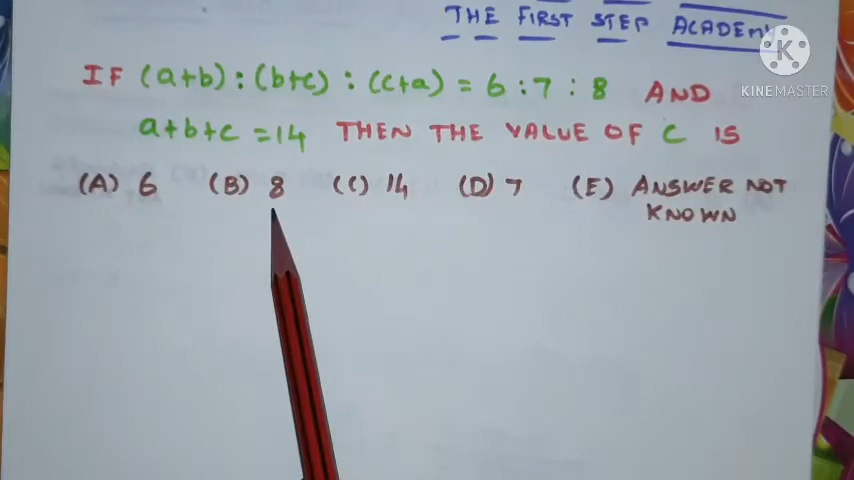 THE FIRST STEP ACADEMY
KINEMASTER
IF (a+b) : (b+c) : (c+a) = 6 : 7 : 8 AND
a+b+c = 14 THEN THE VALUE OF C IS
(A) 6 (B) 8 (C) 14 (D) 7 (E) ANSWER NOT
KNOWN